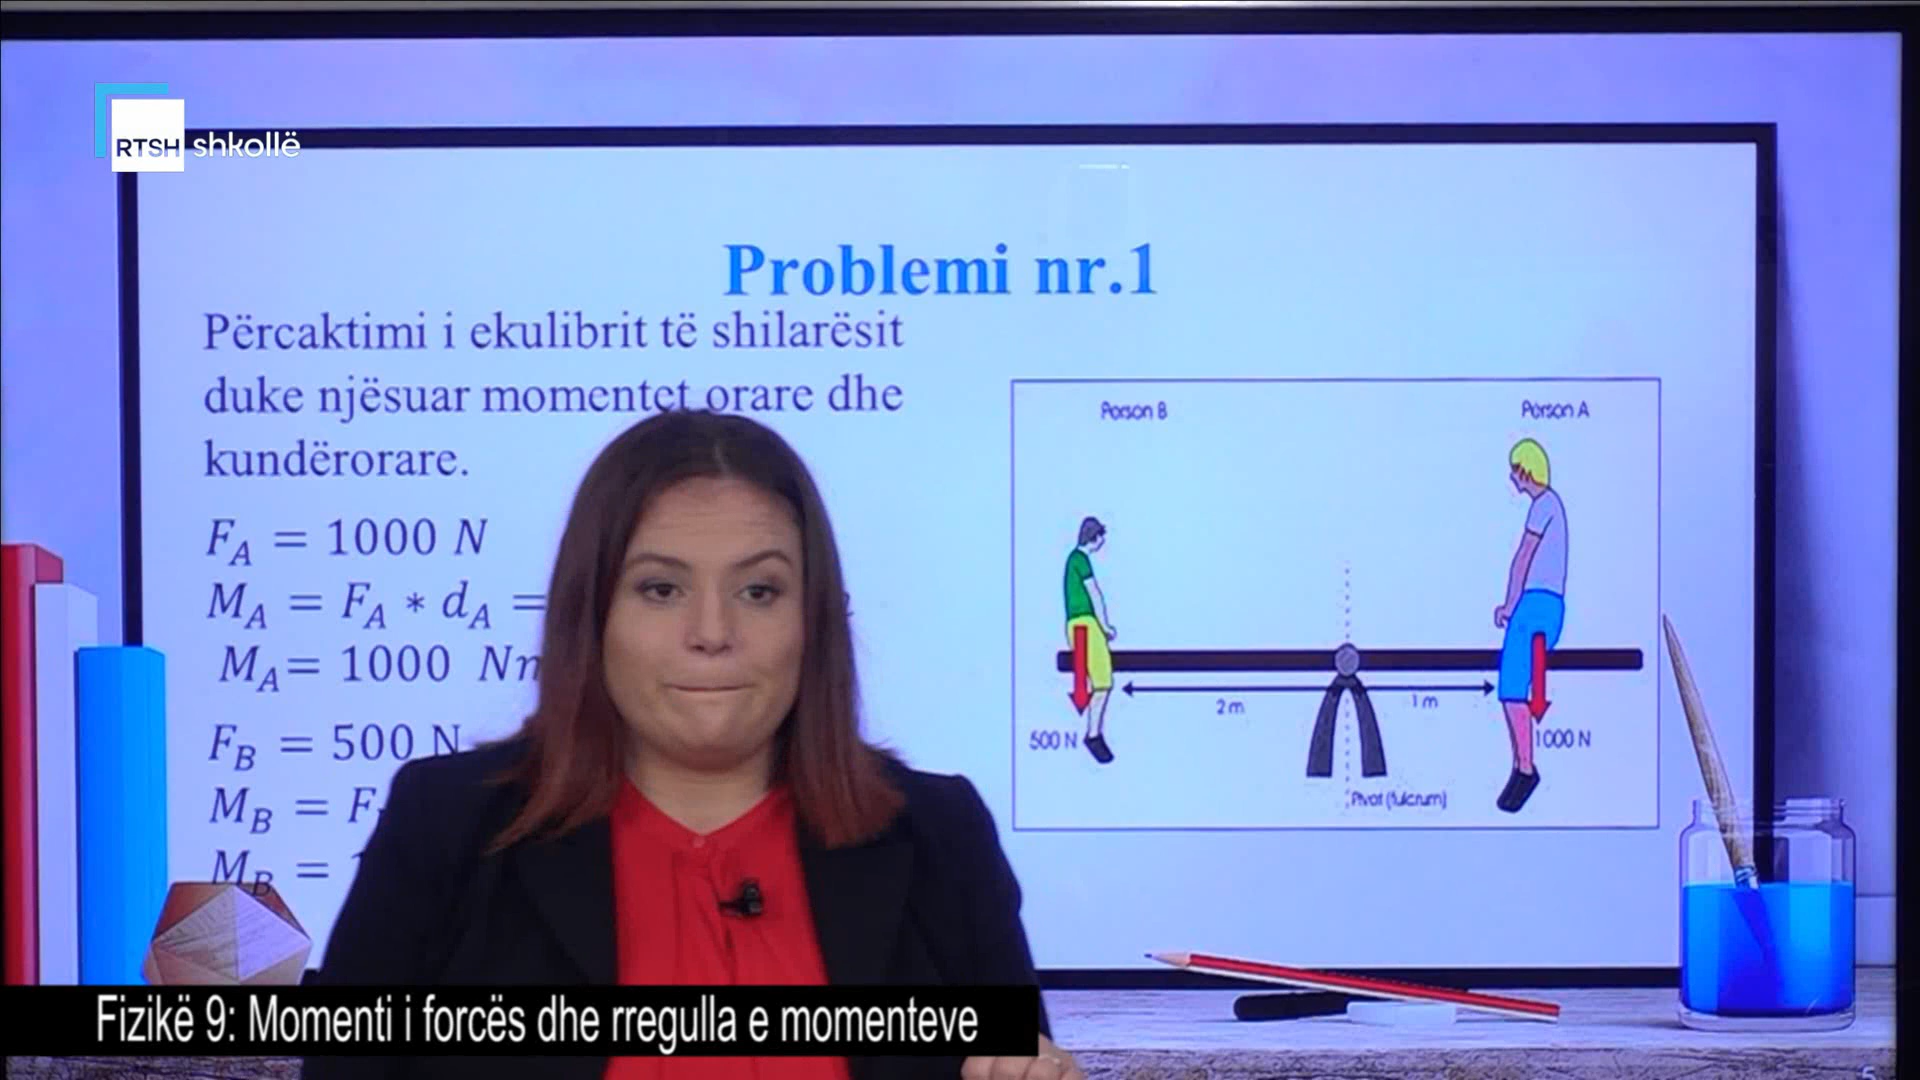 RTSH shkollë
Problemi nr.1
Përcaktimi i ekulibrit të shilarësit
duke njësuar momentet orare dhe
kundërorare.
F_A = 1000 N
M_A = F_A * d_A =
M_A = 1000 Nm
F_B = 500 N
M_B = F
M_B =
Person B
Person A
2 m
1 m
500 N
1000 N
Pivot (fulcrum)
Fizikë 9: Momenti i forcës dhe rregulla e momenteve